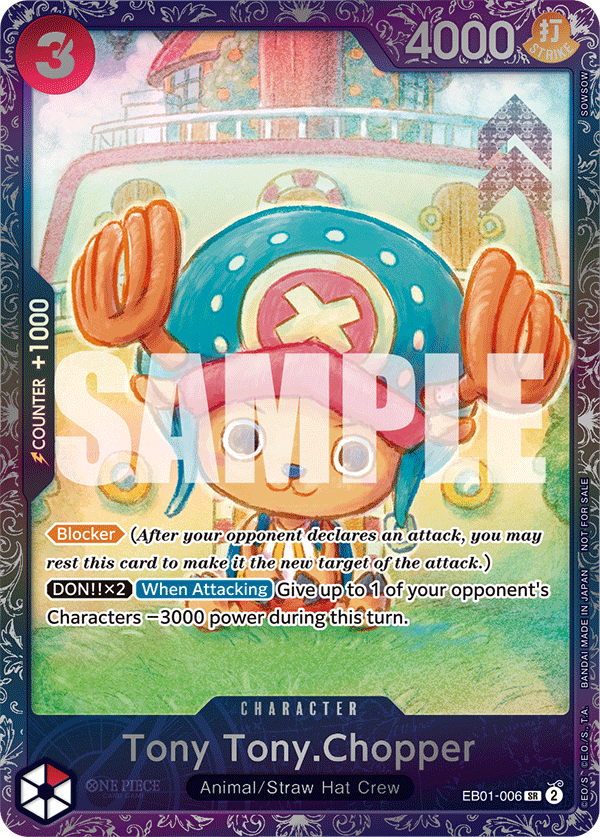 3
4000
打
STRIKE
SOWSOW
COUNTER +1000
SAMPLE
Blocker (After your opponent declares an attack, you may
rest this card to make it the new target of the attack.)
DON!!×2 When Attacking Give up to 1 of your opponent's
Characters −3000 power during this turn.
CHARACTER
Tony Tony.Chopper
Animal/Straw Hat Crew
ONE PIECE
CARD GAME
EB01-006 SR 2
©E.O./S. ©E.O./S., T.A. BANDAI MADE IN JAPAN NOT FOR SALE